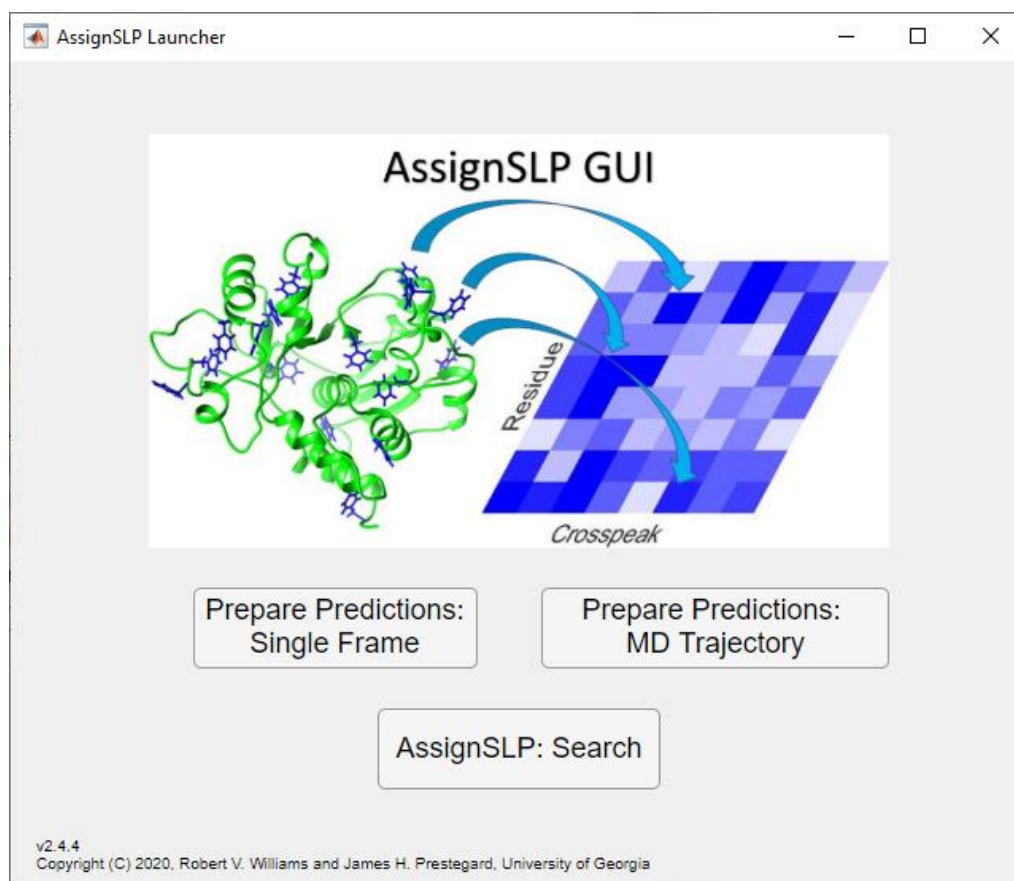 AssignSLP Launcher
AssignSLP GUI
Residue
Crosspeak
Prepare Predictions:
Single Frame
Prepare Predictions:
MD Trajectory
AssignSLP: Search
v2.4.4
Copyright (C) 2020, Robert V. Williams and James H. Prestegard, University of Georgia